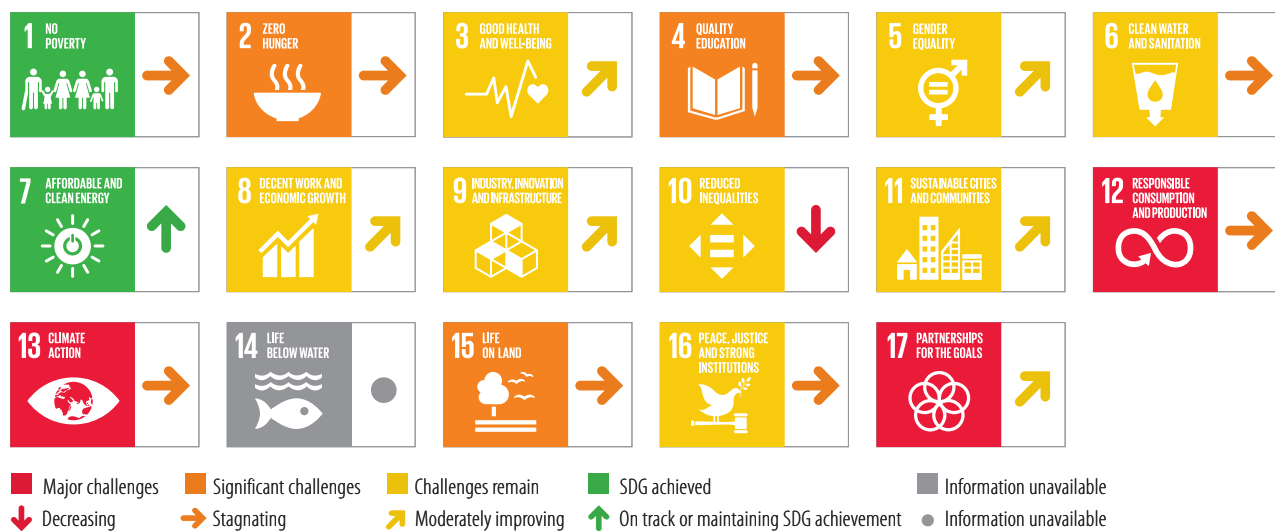 1 NO
POVERTY
2 ZERO
HUNGER
3 GOOD HEALTH
AND WELL-BEING
4 QUALITY
EDUCATION
5 GENDER
EQUALITY
6 CLEAN WATER
AND SANITATION
7 AFFORDABLE AND
CLEAN ENERGY
8 DECENT WORK AND
ECONOMIC GROWTH
9 INDUSTRY, INNOVATION
AND INFRASTRUCTURE
10 REDUCED
INEQUALITIES
11 SUSTAINABLE CITIES
AND COMMUNITIES
12 RESPONSIBLE
CONSUMPTION
AND PRODUCTION
13 CLIMATE
ACTION
14 LIFE
BELOW WATER
15 LIFE
ON LAND
16 PEACE, JUSTICE
AND STRONG
INSTITUTIONS
17 PARTNERSHIPS
FOR THE GOALS
Major challenges Significant challenges Challenges remain SDG achieved Information unavailable
Decreasing Stagnating Moderately improving On track or maintaining SDG achievement Information unavailable